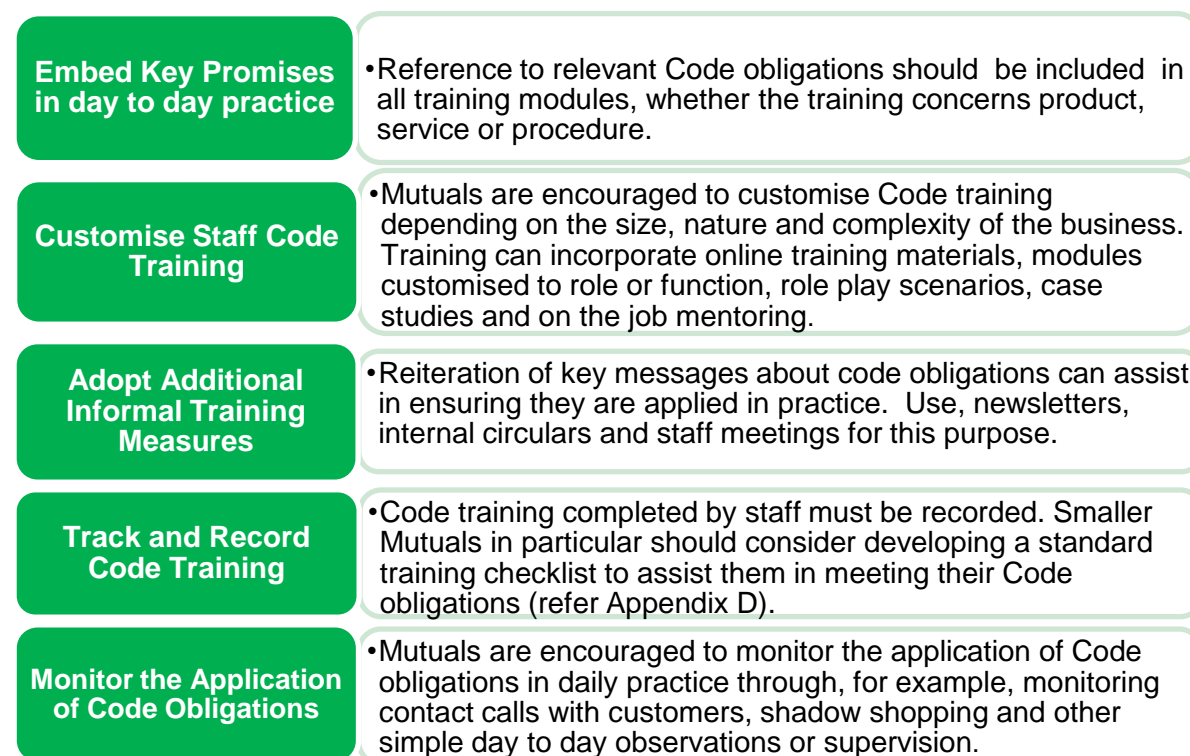 Embed Key Promises
in day to day practice
•Reference to relevant Code obligations should  be included  in
all training modules, whether the training concerns product,
service or procedure.
Customise Staff Code
Training
•Mutuals are encouraged to customise Code training
depending on the size, nature and complexity of the business.
Training can incorporate online training materials, modules
customised to role or function, role play scenarios, case
studies and on the job mentoring.
Adopt Additional
Informal Training
Measures
•Reiteration of key messages about code obligations can assist
in ensuring they are applied in practice.  Use, newsletters,
internal circulars and staff meetings for this purpose.
Track and Record
Code Training
•Code training completed by staff must be recorded. Smaller
Mutuals in particular should consider developing a standard
training checklist to assist them in meeting their Code
obligations (refer Appendix D).
Monitor the Application
of Code Obligations
•Mutuals are encouraged to monitor the application of Code
obligations in daily practice through, for example, monitoring
contact calls with customers, shadow shopping and other
simple day to day observations or supervision.